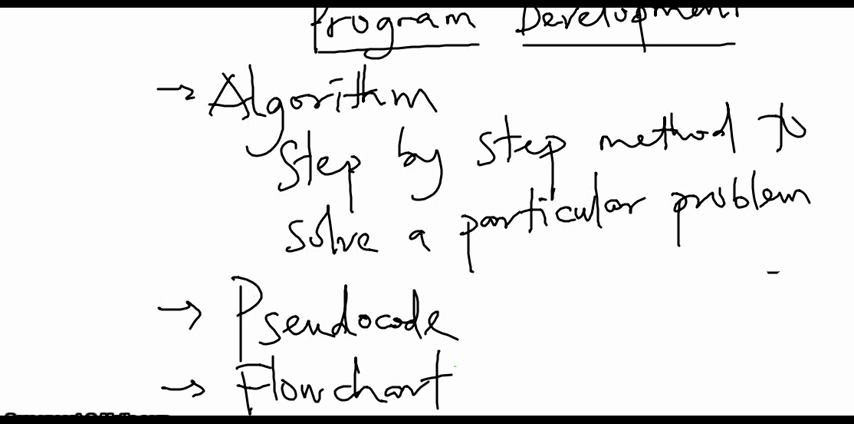 Program Development
→ Algorithm
Step by step method to
solve a particular problem
→ Pseudocode
→ Flowchart